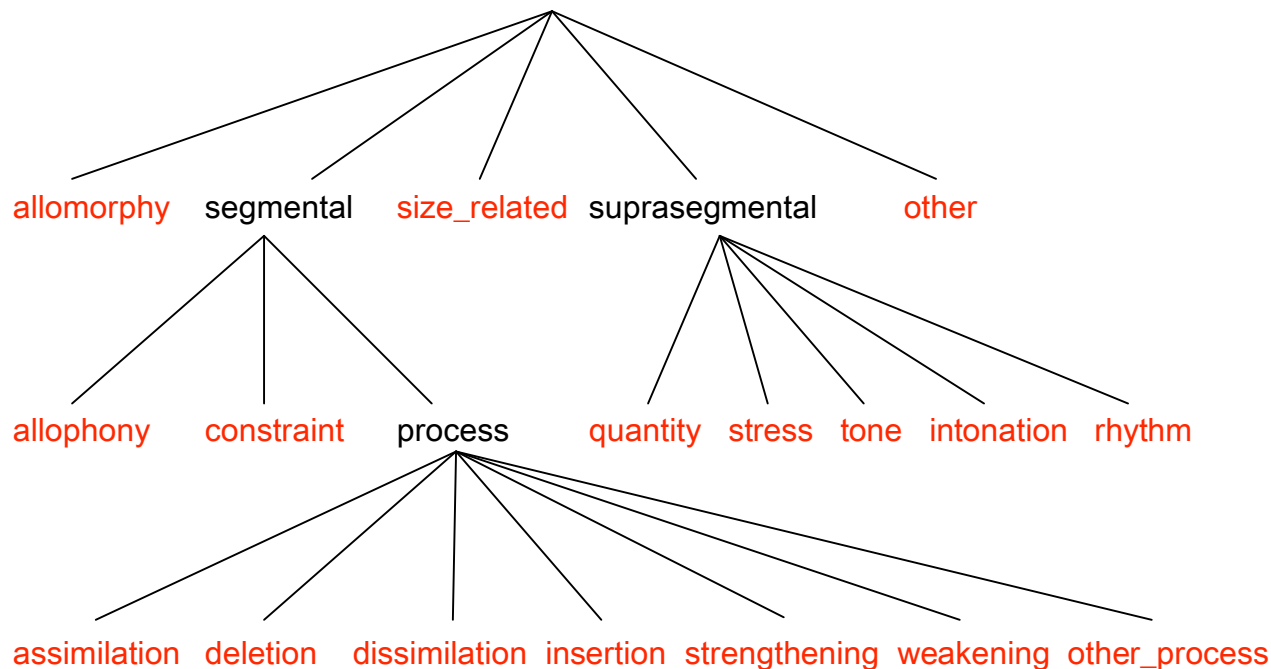 allomorphy segmental size_related suprasegmental other
allophony constraint process quantity stress tone intonation rhythm
assimilation deletion dissimilation insertion strengthening weakening other_process